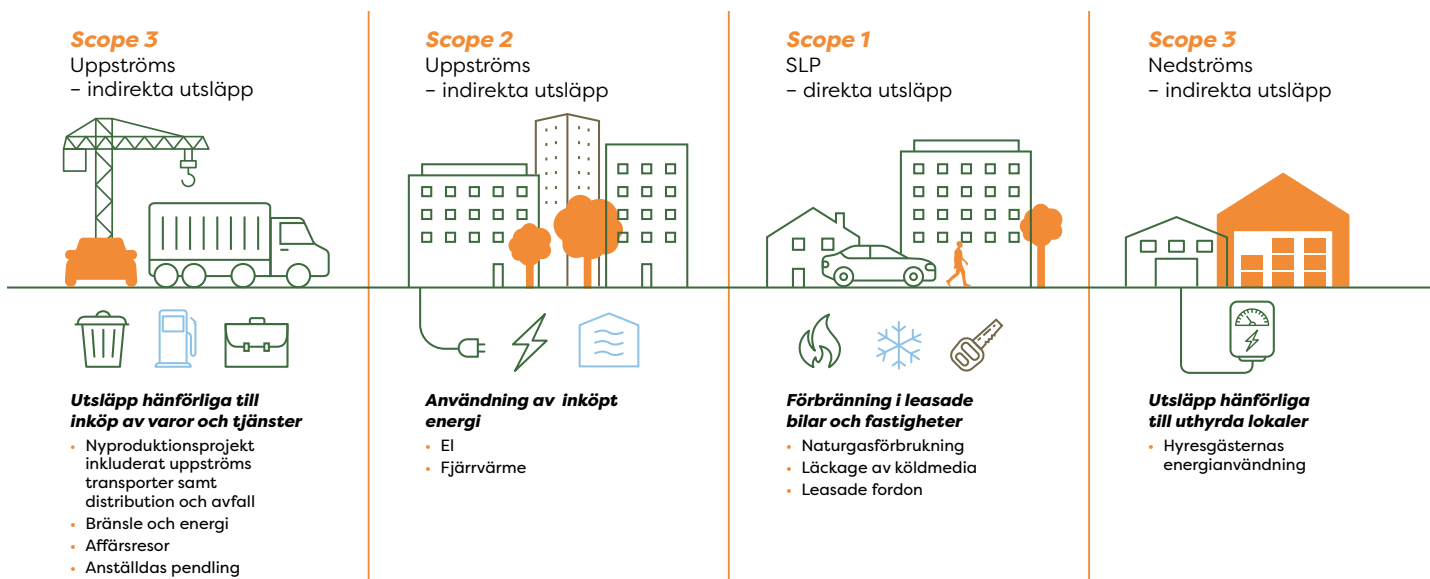 Scope 3
Uppströms
– indirekta utsläpp
Utsläpp hänförliga till
inköp av varor och tjänster
• Nyproduktionsprojekt
inkluderat uppströms
transporter samt
distribution och avfall
• Bränsle och energi
• Affärsresor
• Anställdas pendling
Scope 2
Uppströms
– indirekta utsläpp
Användning av inköpt
energi
• El
• Fjärrvärme
Scope 1
SLP
– direkta utsläpp
Förbränning i leasade
bilar och fastigheter
• Naturgasförbrukning
• Läckage av köldmedia
• Leasade fordon
Scope 3
Nedströms
– indirekta utsläpp
Utsläpp hänförliga
till uthyrda lokaler
• Hyresgästernas
energianvändning